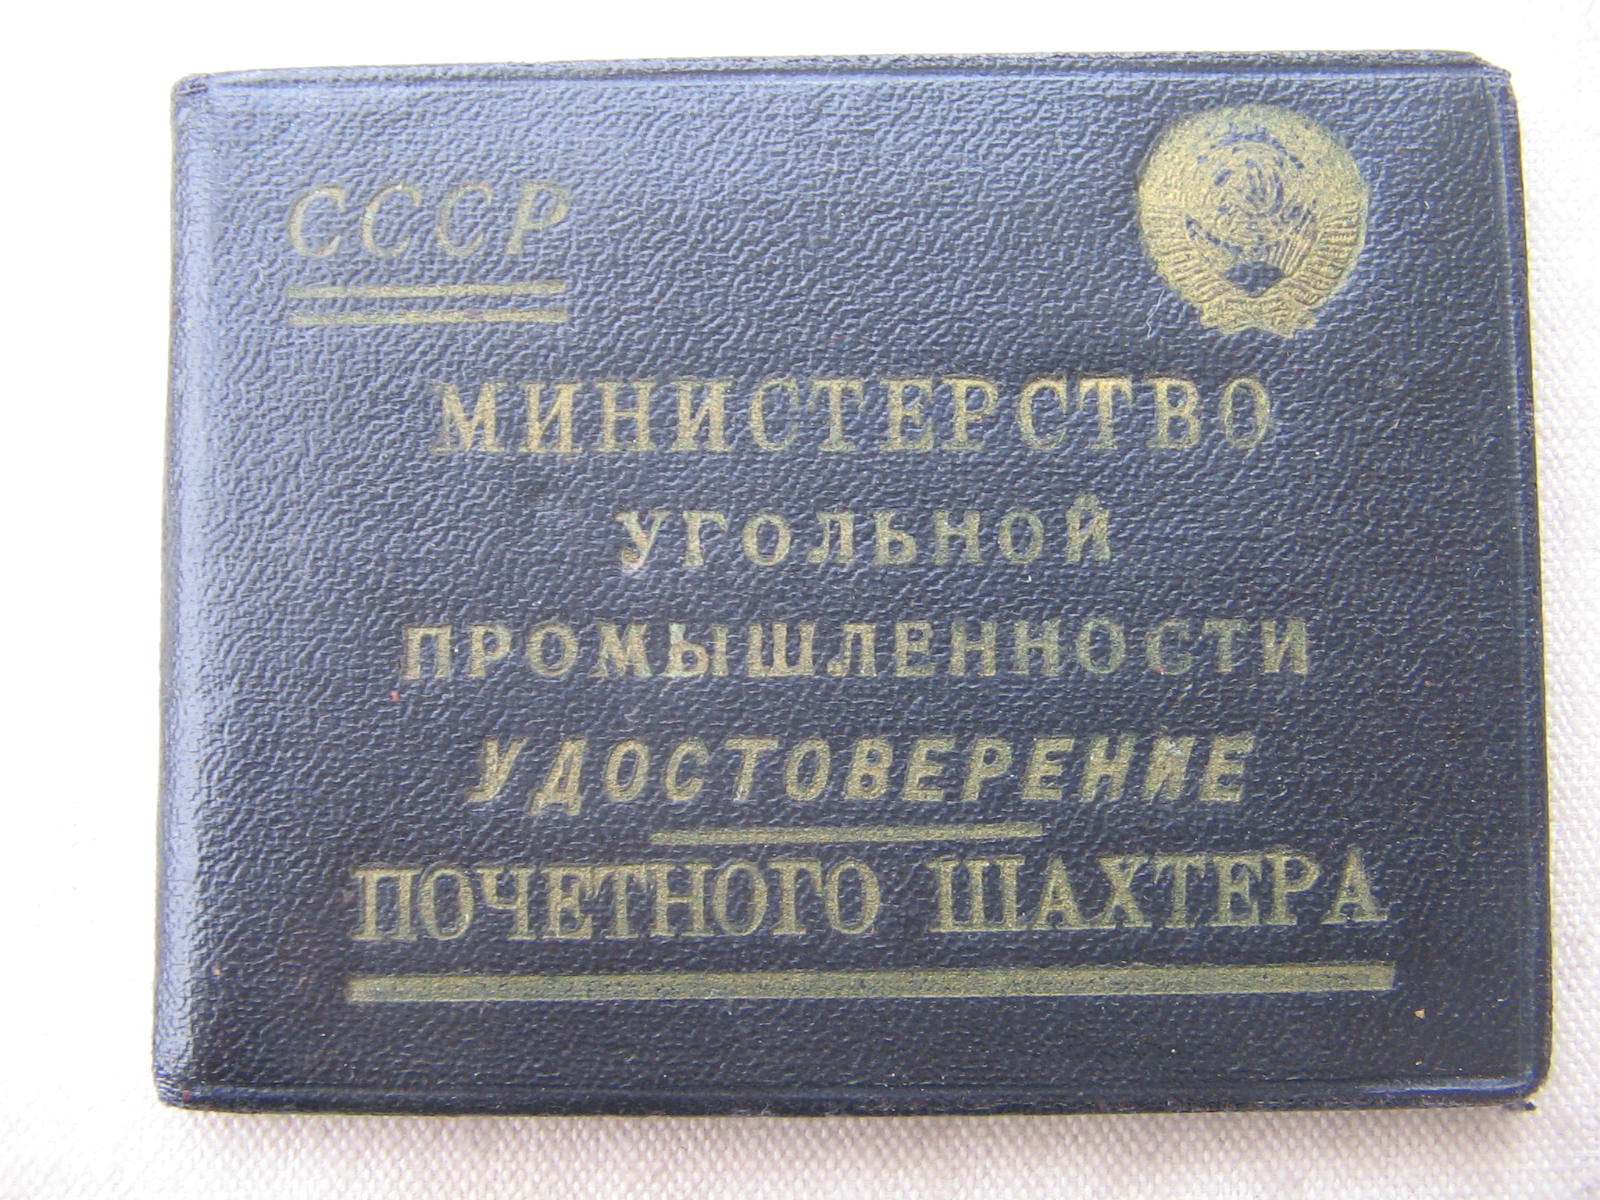 СССР
МИНИСТЕРСТВО
УГОЛЬНОЙ
ПРОМЫШЛЕННОСТИ
УДОСТОВЕРЕНИЕ
ПОЧЕТНОГО ШАХТЕРА